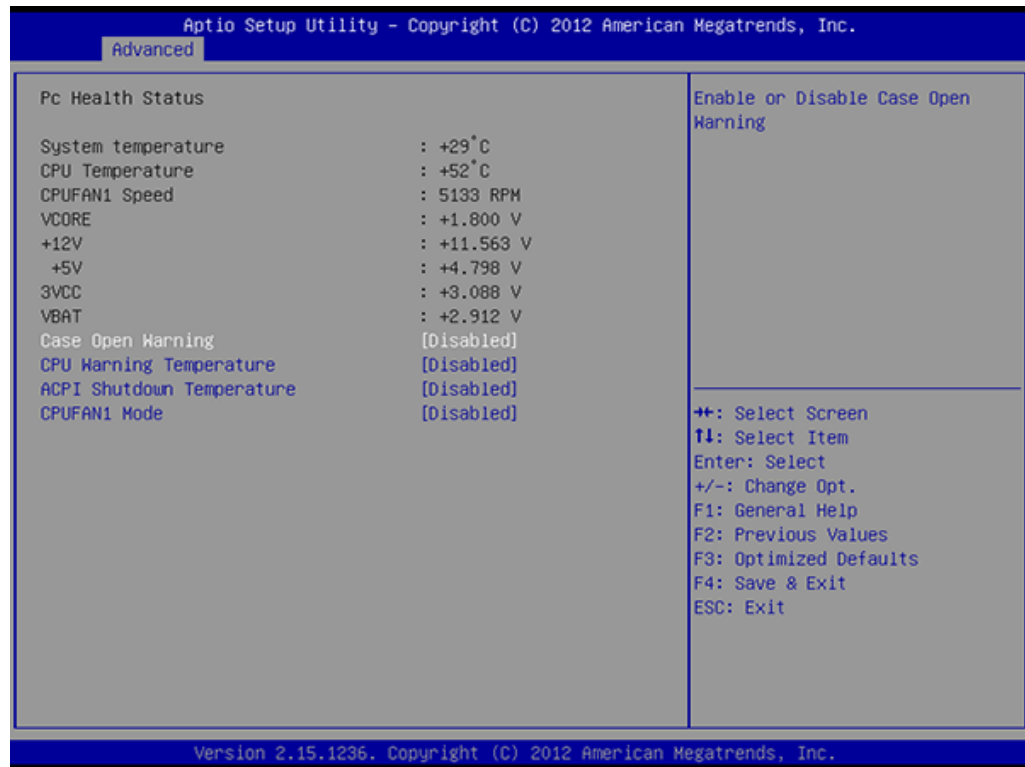 Aptio Setup Utility – Copyright (C) 2012 American Megatrends, Inc.
Advanced
Pc Health Status
System temperature : +29°C
CPU Temperature : +52°C
CPUFAN1 Speed : 5133 RPM
VCORE : +1.800 V
+12V : +11.563 V
+5V : +4.798 V
3VCC : +3.088 V
VBAT : +2.912 V
Case Open Warning [Disabled]
CPU Warning Temperature [Disabled]
ACPI Shutdown Temperature [Disabled]
CPUFAN1 Mode [Disabled]
Enable or Disable Case Open
Warning
→←: Select Screen
↑↓: Select Item
Enter: Select
+/-: Change Opt.
F1: General Help
F2: Previous Values
F3: Optimized Defaults
F4: Save & Exit
ESC: Exit
Version 2.15.1236. Copyright (C) 2012 American Megatrends, Inc.